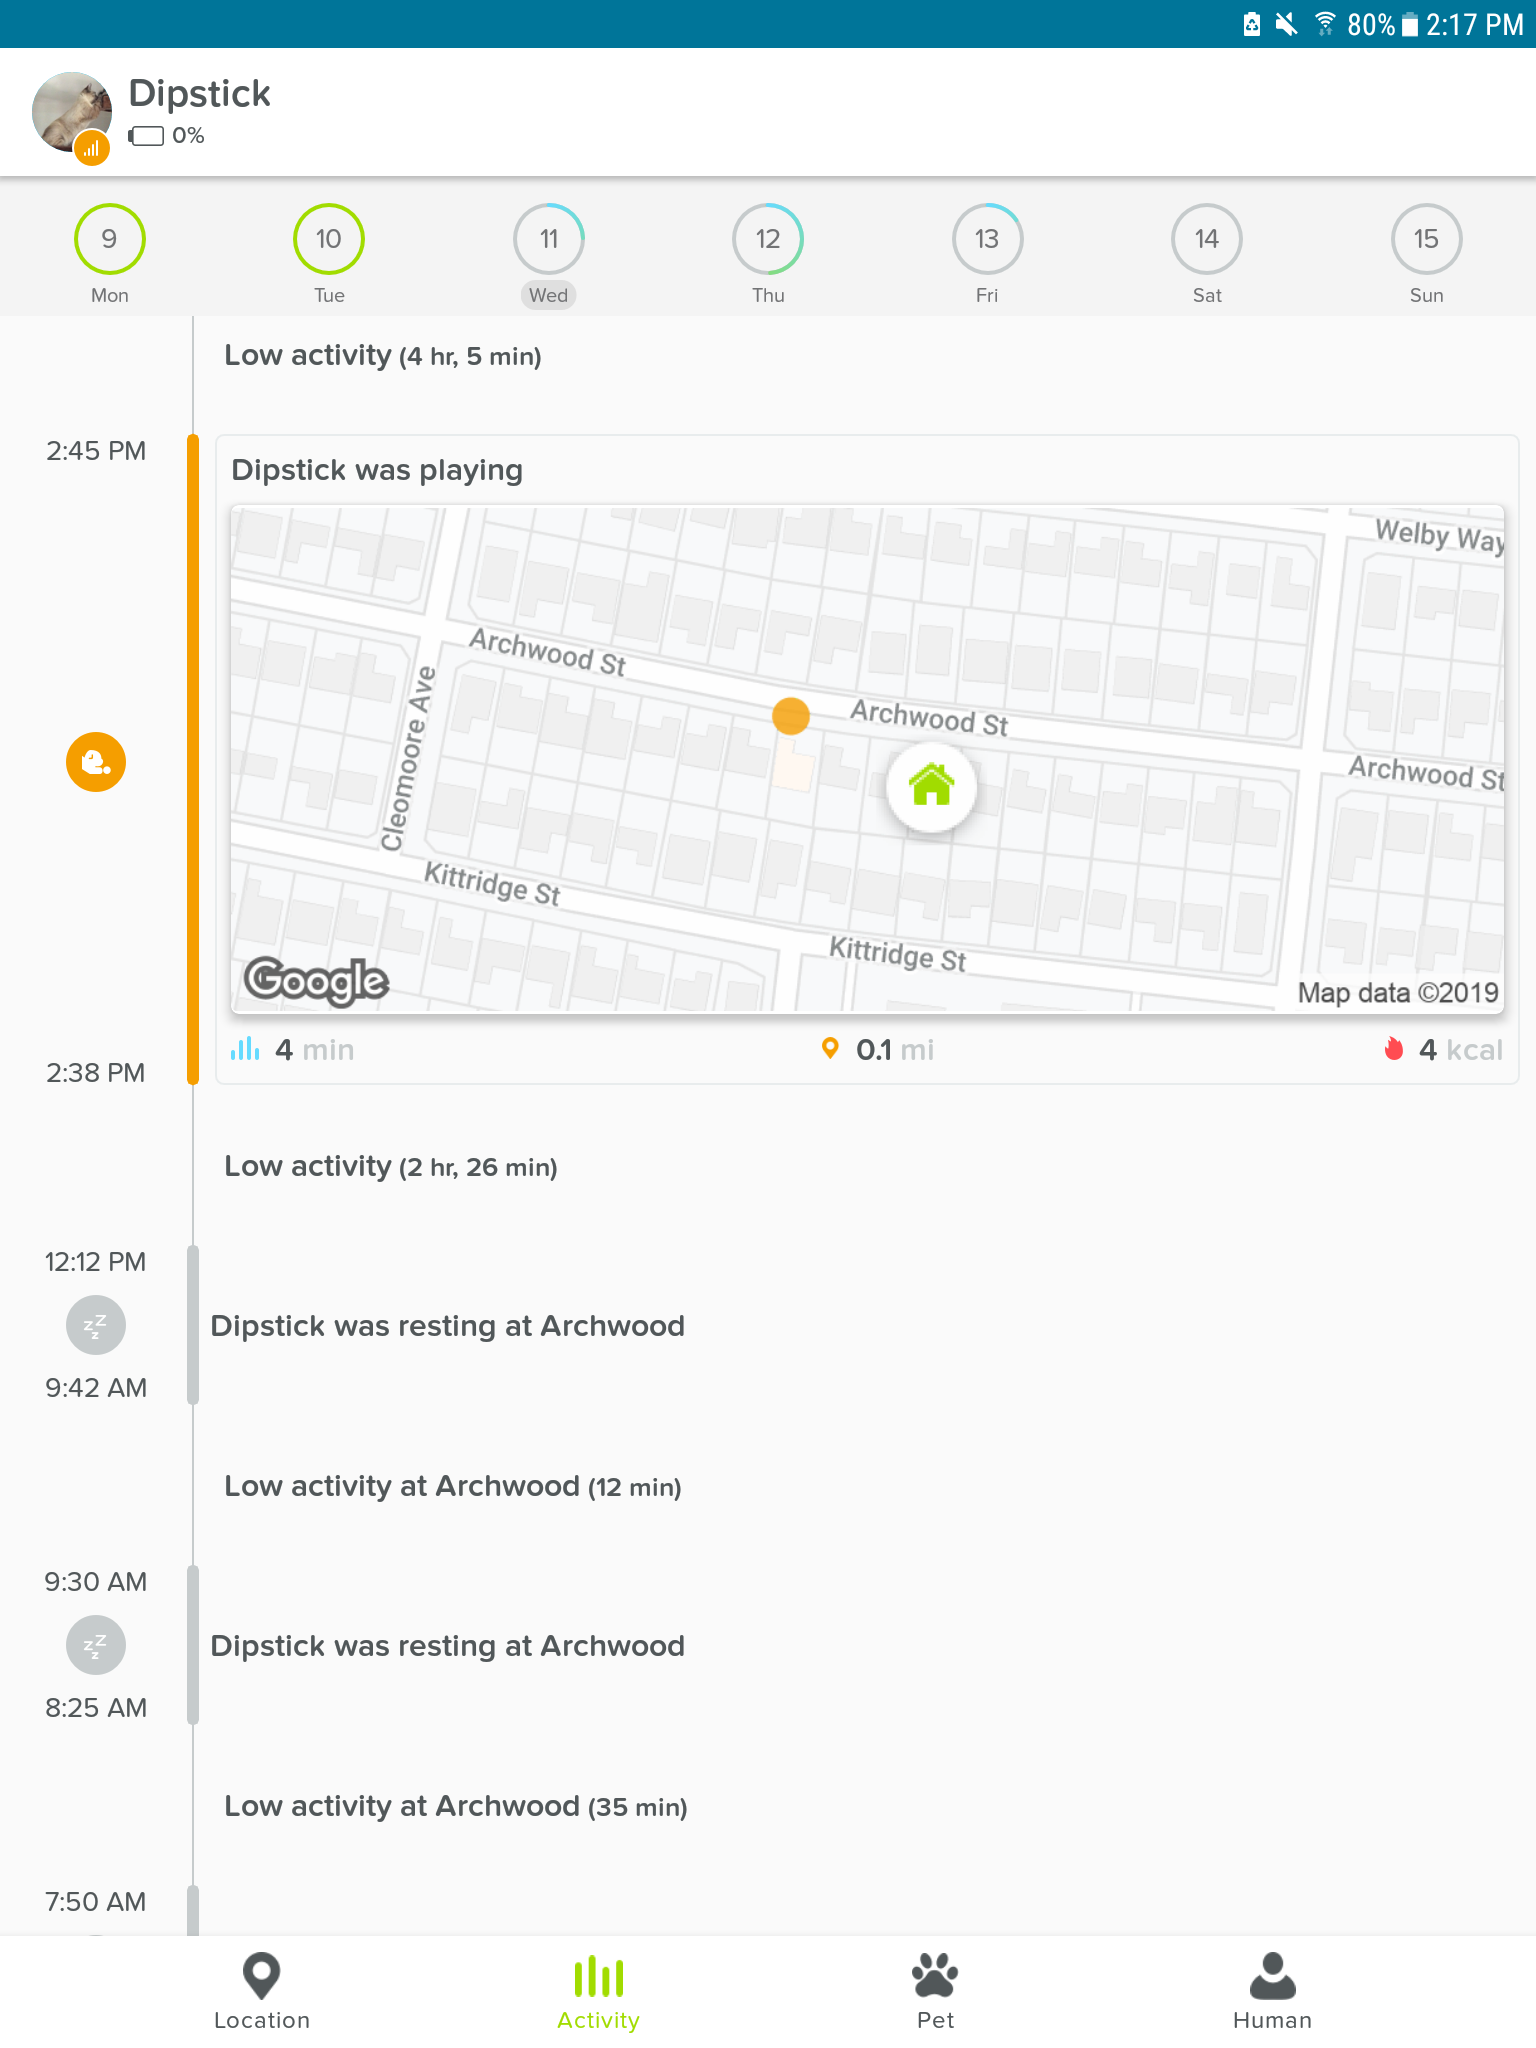 80% 2:17 PM
Dipstick
0%
9 10 11 12 13 14 15
Mon Tue Wed Thu Fri Sat Sun
Low activity (4 hr, 5 min)
2:45 PM
Dipstick was playing
Welby Way
Archwood St
Cleomoore Ave
Archwood St
Archwood St
Kittridge St
Kittridge St
Google
Map data ©2019
4 min 0.1 mi 4 kcal
2:38 PM
Low activity (2 hr, 26 min)
12:12 PM
zzz
Dipstick was resting at Archwood
9:42 AM
Low activity at Archwood (12 min)
9:30 AM
zzz
Dipstick was resting at Archwood
8:25 AM
Low activity at Archwood (35 min)
7:50 AM
Location Activity Pet Human